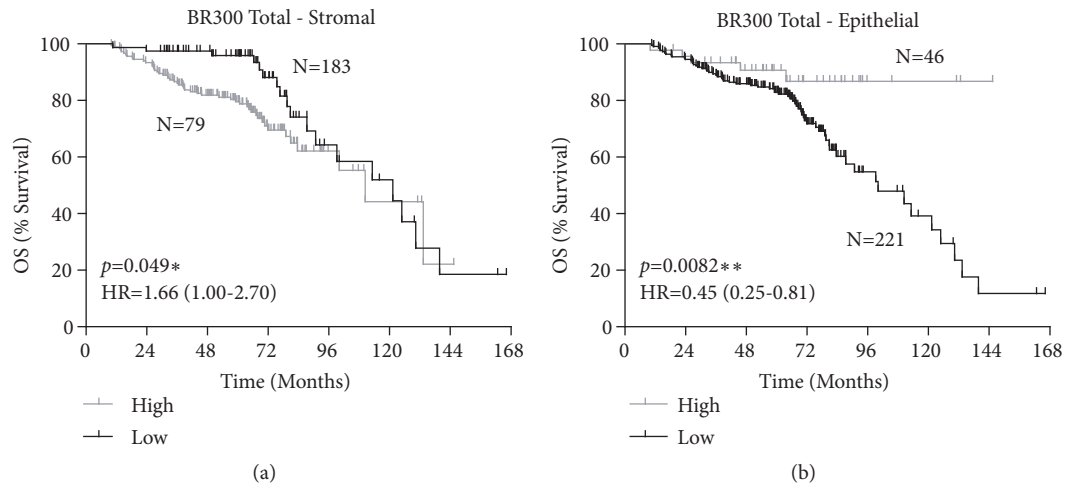 BR300 Total - Stromal
OS (% Survival)
100
80
60
40
20
0
N=183
N=79
p=0.049*
HR=1.66 (1.00-2.70)
0 24 48 72 96 120 144 168
Time (Months)
High
Low
(a)
BR300 Total - Epithelial
OS (% Survival)
100
80
60
40
20
0
N=46
N=221
p=0.0082**
HR=0.45 (0.25-0.81)
0 24 48 72 96 120 144 168
Time (Months)
High
Low
(b)